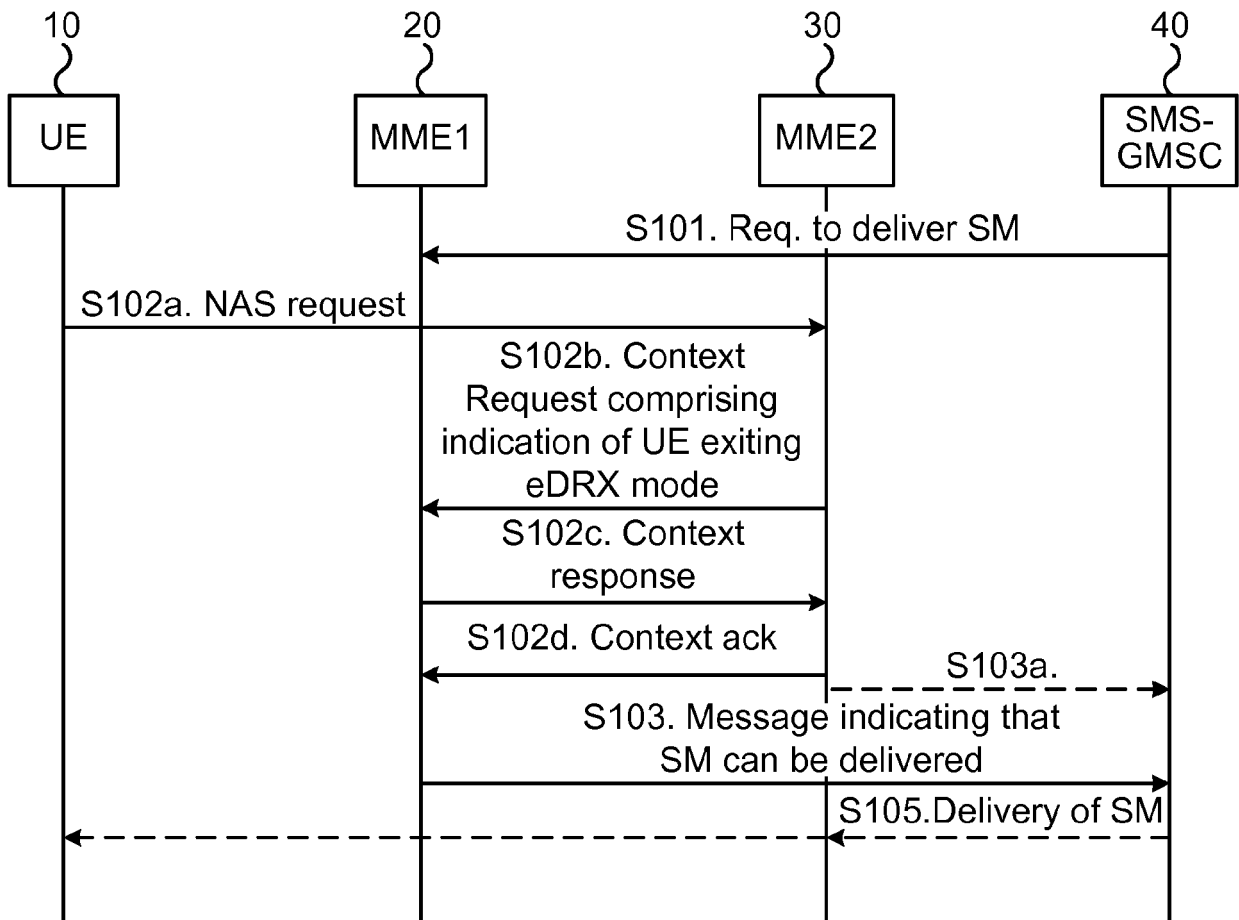 10
20
30
40
UE
MME1
MME2
SMS-
GMSC
S101. Req. to deliver SM
S102a. NAS request
S102b. Context
Request comprising
indication of UE exiting
eDRX mode
S102c. Context
response
S102d. Context ack
S103a.
S103. Message indicating that
SM can be delivered
S105.Delivery of SM